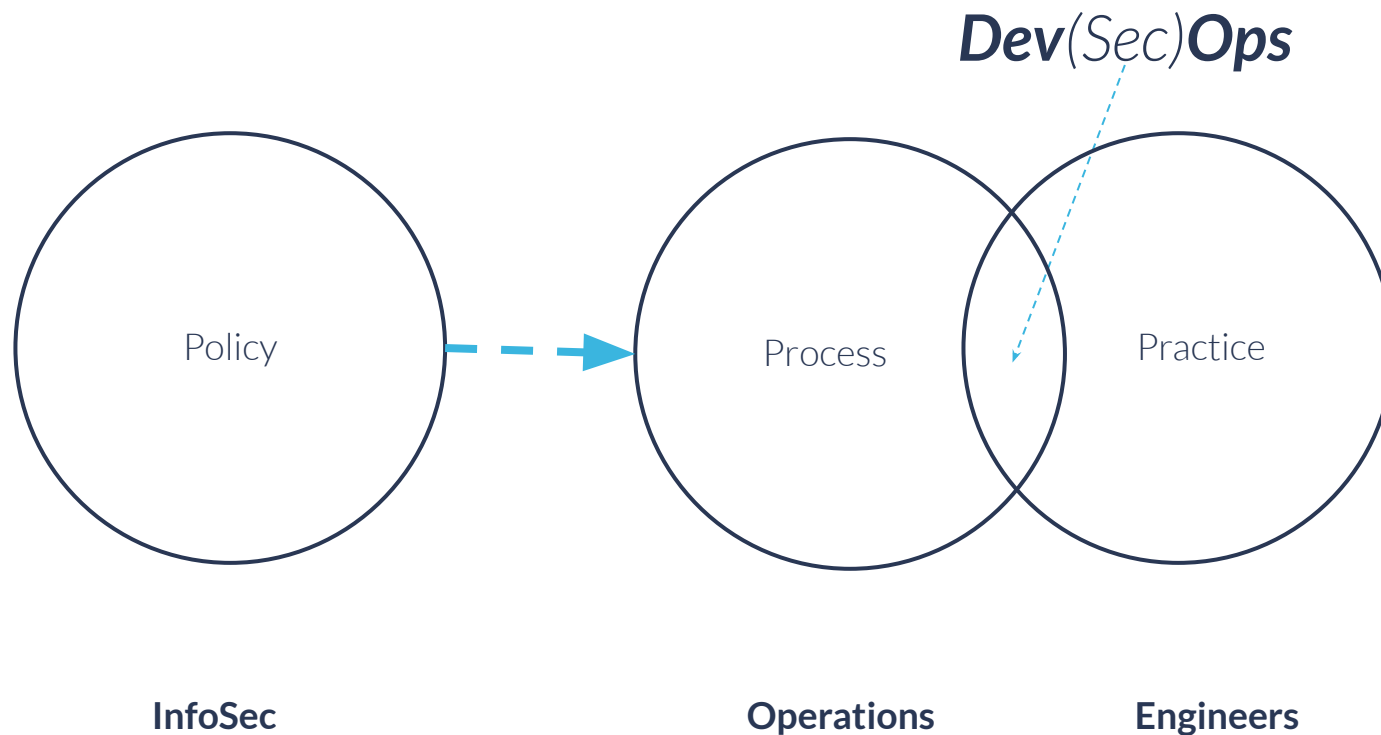 Dev(Sec)Ops
Policy
Process
Practice
InfoSec
Operations
Engineers